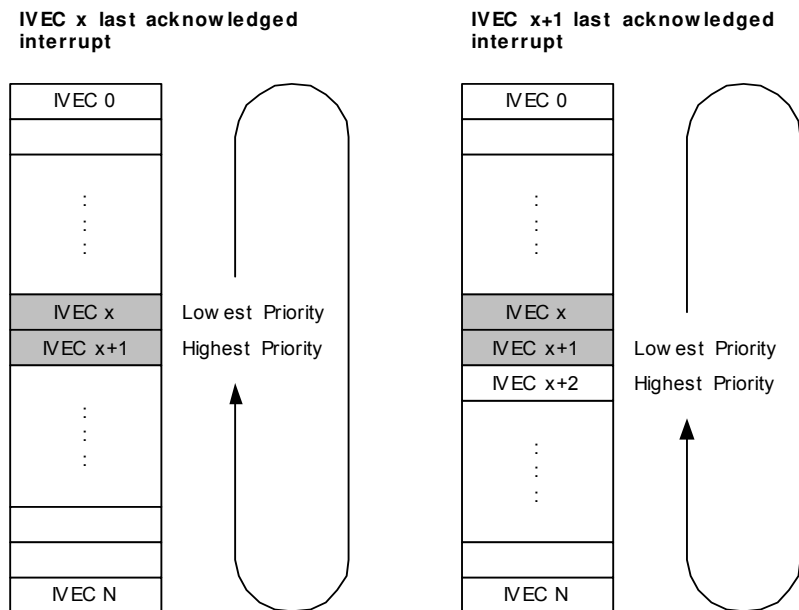 IVEC x last acknowledged
interrupt
IVEC 0
IVEC x
Lowest Priority
IVEC x+1
Highest Priority
IVEC N
IVEC x+1 last acknowledged
interrupt
IVEC 0
IVEC x
IVEC x+1
Lowest Priority
IVEC x+2
Highest Priority
IVEC N